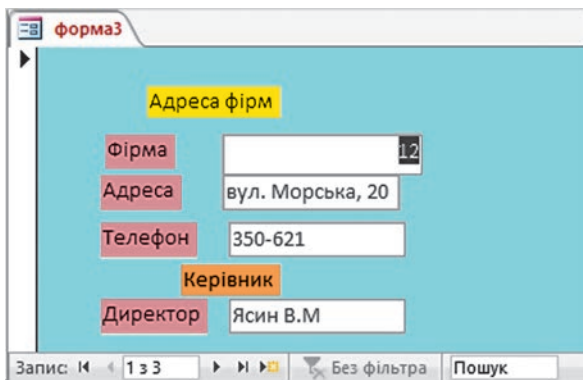 форма3
Адреса фірм
Фірма 12
Адреса вул. Морська, 20
Телефон 350-621
Керівник
Директор Ясин В.М
Запис: 1 з 3 Без фільтра Пошук